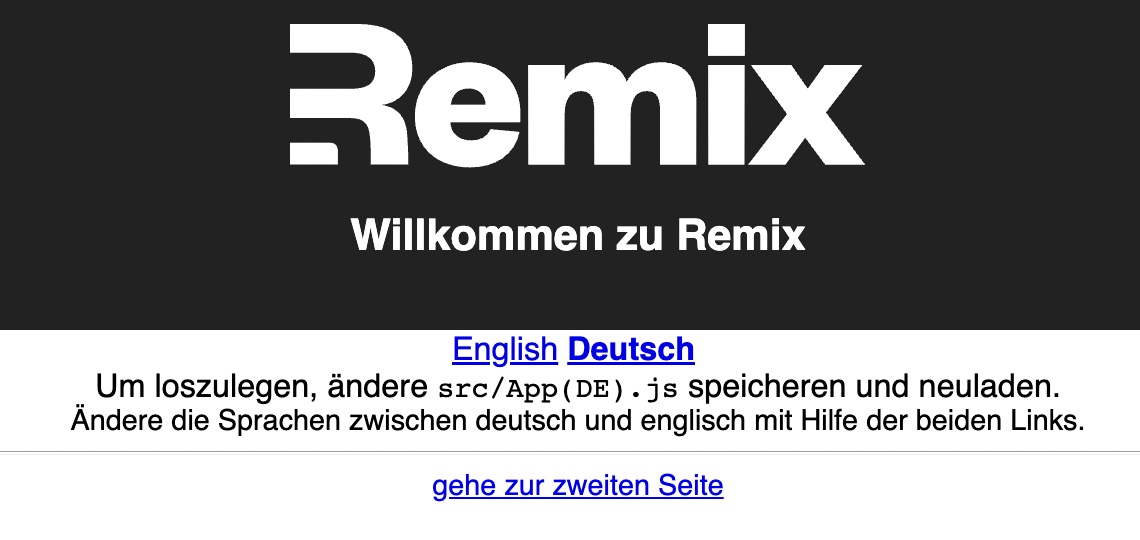 Remix
Willkommen zu Remix
English Deutsch
Um loszulegen, ändere src/App(DE).js speicheren und neuladen.
Ändere die Sprachen zwischen deutsch und englisch mit Hilfe der beiden Links.
gehe zur zweiten Seite